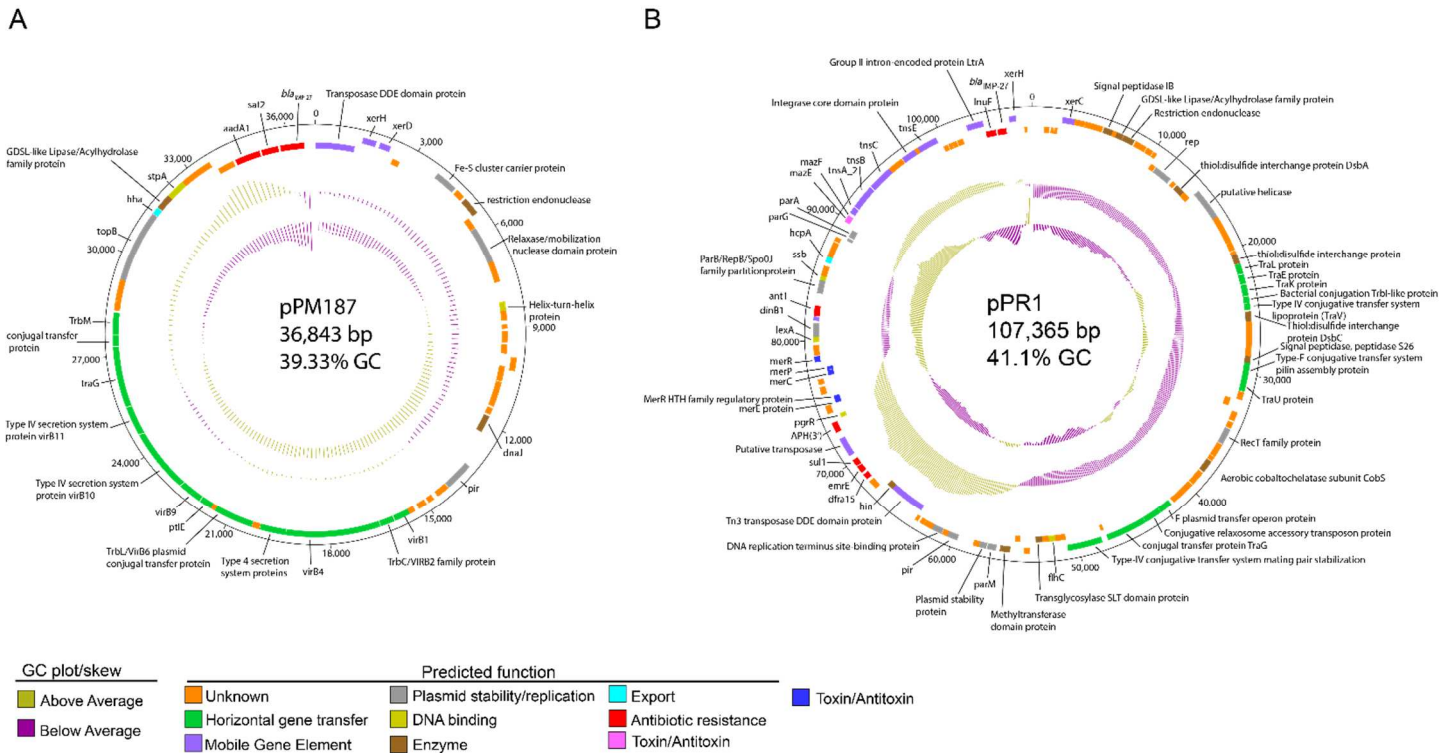 A
B
bla IMP-27
0
Transposase DDE domain protein
sat2
36,000
xerH
aadA1
xerD
GDSL-like Lipase/Acylhydrolase
family protein
33,000
3,000
stpA
Fe-S cluster carrier protein
hha
restriction endonuclease
topB
6,000
30,000
Relaxase/mobilization
nuclease domain protein
pPM187
36,843 bp
39.33% GC
Helix-turn-helix
protein
9,000
TrbM
conjugal transfer
protein
27,000
traG
Type IV secretion system
protein virB11
12,000
dnaJ
24,000
Type IV secretion system
protein virB10
pir
virB9
ptlE
15,000
virB1
21,000
TrbL/VirB6 plasmid
conjugal transfer protein
Type 4 secretion
system proteins
18,000
virB4
TrbC/VIRB2 family protein
Group II intron-encoded protein LtrA
xerH
bla IMP-27
0
lnuF
xerC
Signal peptidase IB
GDSL-like Lipase/Acylhydrolase family protein
Restriction endonuclease
Integrase core domain protein
100,000
tnsE
10,000
rep
tnsC
tnsB
thiol:disulfide interchange protein DsbA
tnsA_2
mazF
mazE
putative helicase
parA
90,000
parG
hcpA
20,000
ssb
thiol:disulfide interchange protein
ParB/RepB/Spo0J
family partitionprotein
TraL protein
TraE protein
TraK protein
Bacterial conjugation TrbI-like protein
Type IV conjugative transfer system
lipoprotein (TraV)
ant1
dinB1
pPR1
107,365 bp
41.1% GC
Thiol:disulfide interchange
protein DsbC
lexA
80,000
Signal peptidase, peptidase S26
merR
Type-F conjugative transfer system
pilin assembly protein
merP
merC
30,000
MerR HTH family regulatory protein
TraU protein
merE protein
pgrR
APH(3')
RecT family protein
Putative transposase
sul1
70,000
Aerobic cobaltochelatase subunit CobS
emrE
dfra15
40,000
hin
Tn3 transposase DDE domain protein
F plasmid transfer operon protein
Conjugative relaxosome accessory transposon protein
DNA replication terminus site-binding protein
conjugal transfer protein TraG
60,000
Type-IV conjugative transfer system mating pair stabilization
pir
50,000
parM
flhC
Plasmid stability
protein
Transglycosylase SLT domain protein
Methyltransferase
domain protein
GC plot/skew
Predicted function
Above Average
Below Average
Unknown
Horizontal gene transfer
Mobile Gene Element
Plasmid stability/replication
DNA binding
Enzyme
Export
Antibiotic resistance
Toxin/Antitoxin
Toxin/Antitoxin